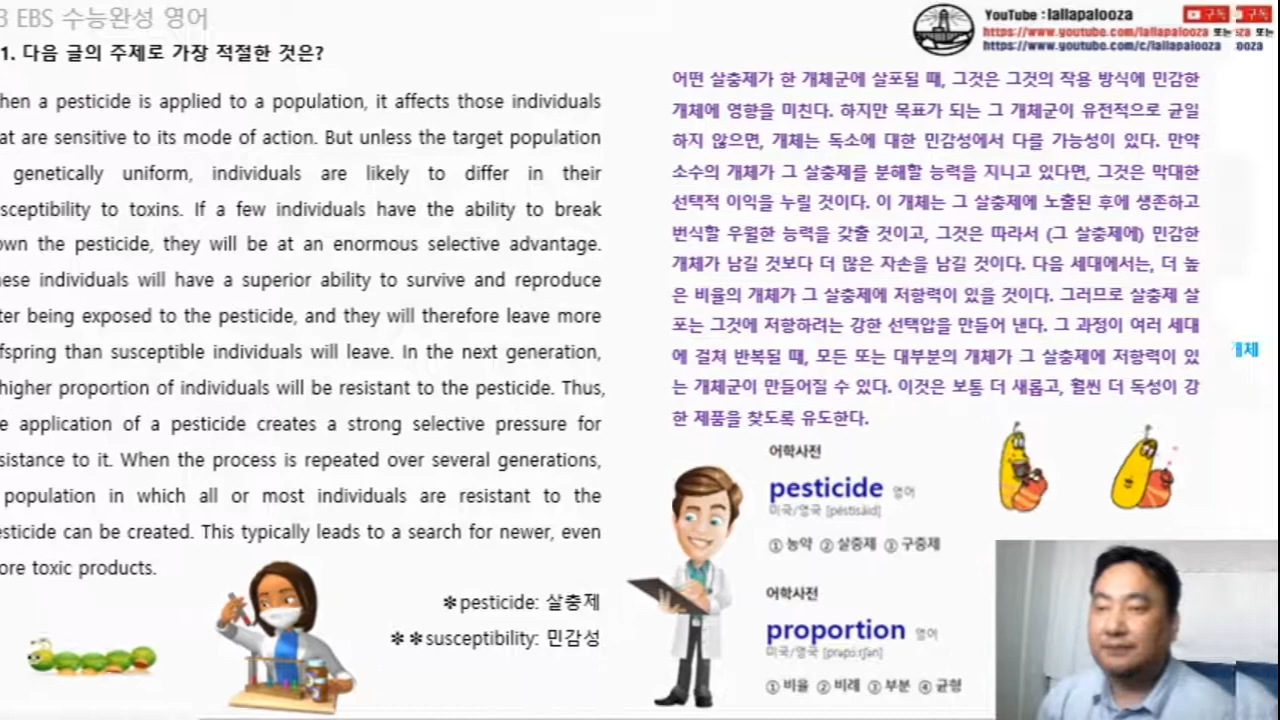 3 EBS 수능완성 영어
1. 다음 글의 주제로 가장 적절한 것은?
hen a pesticide is applied to a population, it affects those individuals
at are sensitive to its mode of action. But unless the target population
genetically uniform, individuals are likely to differ in their
sceptibility to toxins. If a few individuals have the ability to break
own the pesticide, they will be at an enormous selective advantage.
ese individuals will have a superior ability to survive and reproduce
ter being exposed to the pesticide, and they will therefore leave more
fspring than susceptible individuals will leave. In the next generation,
higher proportion of individuals will be resistant to the pesticide. Thus,
e application of a pesticide creates a strong selective pressure for
sistance to it. When the process is repeated over several generations,
population in which all or most individuals are resistant to the
esticide can be created. This typically leads to a search for newer, even
ore toxic products.
*pesticide: 살충제
**susceptibility: 민감성
YouTube : lallapalooza
구독 구독
https://www.youtube.com/lallapalooza 또는 oza 또는
https://www.youtube.com/c/lallapalooza ooza
어떤 살충제가 한 개체군에 살포될 때, 그것은 그것의 작용 방식에 민감한
개체에 영향을 미친다. 하지만 목표가 되는 그 개체군이 유전적으로 균일
하지 않으면, 개체는 독소에 대한 민감성에서 다를 가능성이 있다. 만약
소수의 개체가 그 살충제를 분해할 능력을 지니고 있다면, 그것은 막대한
선택적 이익을 누릴 것이다. 이 개체는 그 살충제에 노출된 후에 생존하고
번식할 우월한 능력을 갖출 것이고, 그것은 따라서 (그 살충제에) 민감한
개체가 남길 것보다 더 많은 자손을 남길 것이다. 다음 세대에서는, 더 높
은 비율의 개체가 그 살충제에 저항력이 있을 것이다. 그러므로 살충제 살
포는 그것에 저항하려는 강한 선택압을 만들어 낸다. 그 과정이 여러 세대
에 걸쳐 반복될 때, 모든 또는 대부분의 개체가 그 살충제에 저항력이 있
는 개체군이 만들어질 수 있다. 이것은 보통 더 새롭고, 훨씬 더 독성이 강
한 제품을 찾도록 유도한다.
개체
어학사전
pesticide 영어
미국/영국 [péstisàid]
① 농약 ② 살충제 ③ 구충제
어학사전
proportion 영어
미국/영국 [prəpɔ́ːrʃən]
① 비율 ② 비례 ③ 부분 ④ 균형